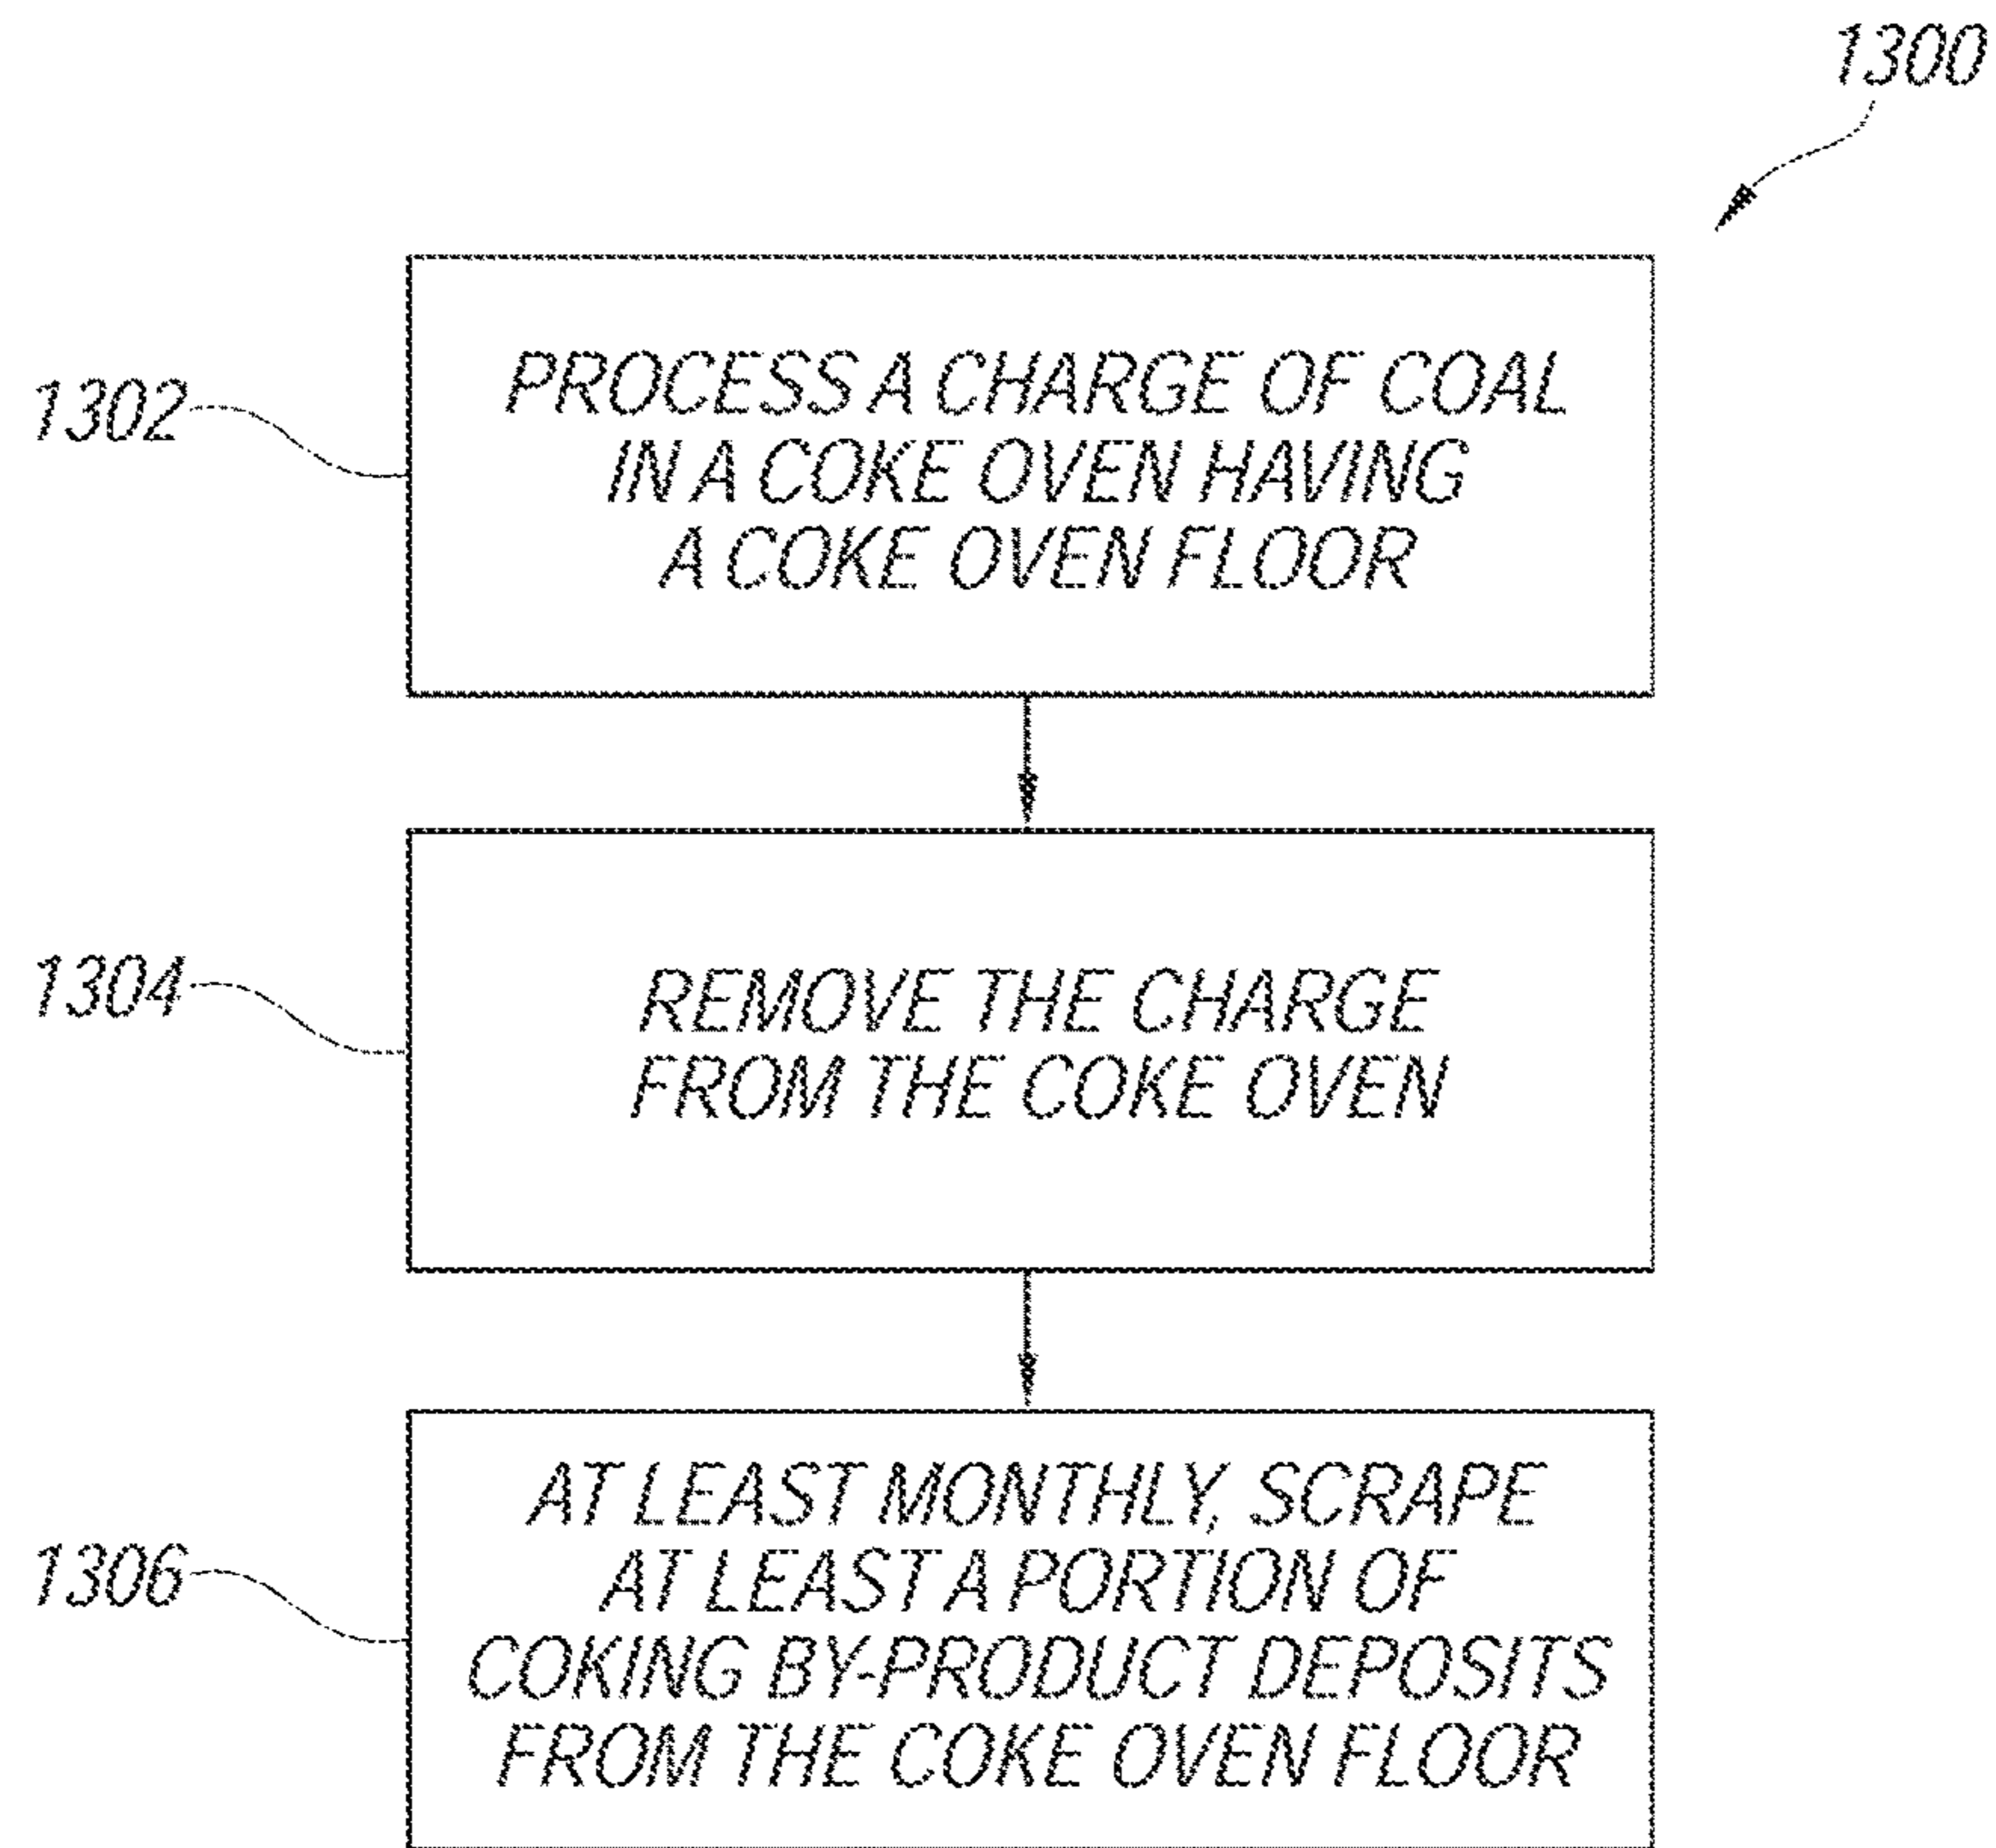 1300
1302
PROCESS A CHARGE OF COAL
IN A COKE OVEN HAVING
A COKE OVEN FLOOR
1304
REMOVE THE CHARGE
FROM THE COKE OVEN
1306
AT LEAST MONTHLY, SCRAPE
AT LEAST A PORTION OF
COKING BY-PRODUCT DEPOSITS
FROM THE COKE OVEN FLOOR